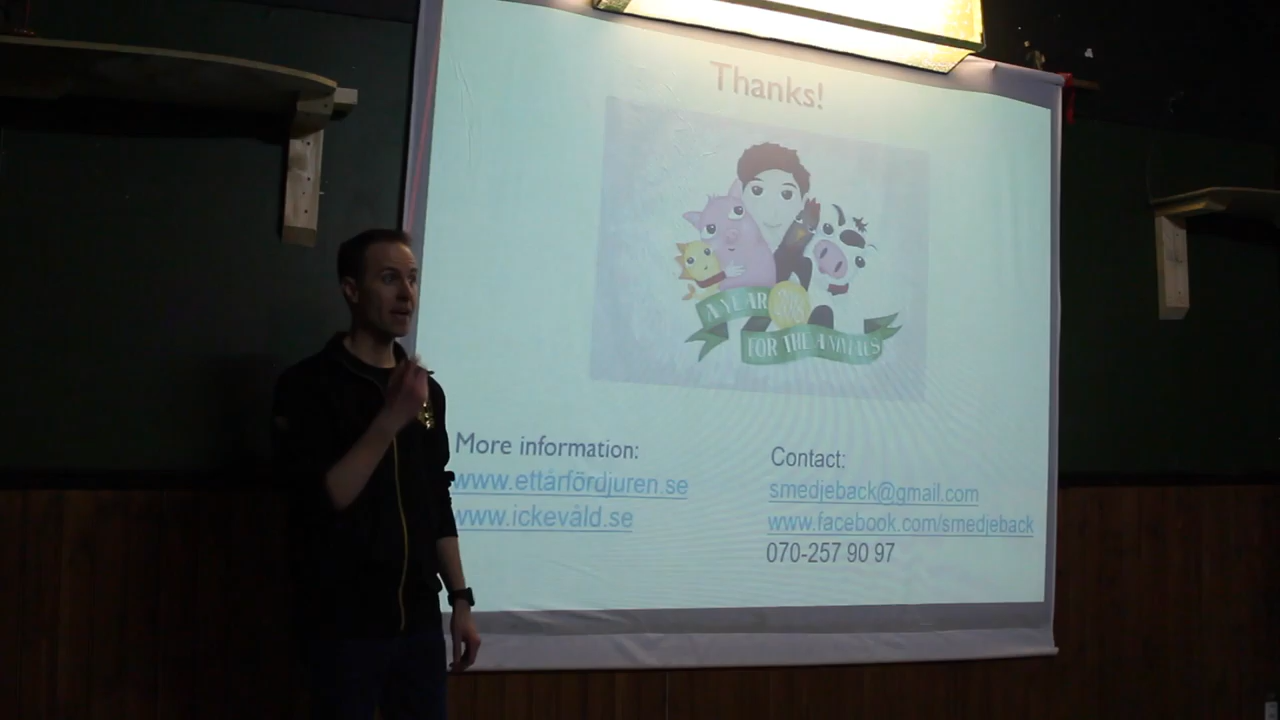 Thanks!
A YEAR
FOR THE ANIMALS
More information:
www.ettårfördjuren.se
www.ickevåld.se
Contact:
smedjeback@gmail.com
www.facebook.com/smedjeback
070-257 90 97